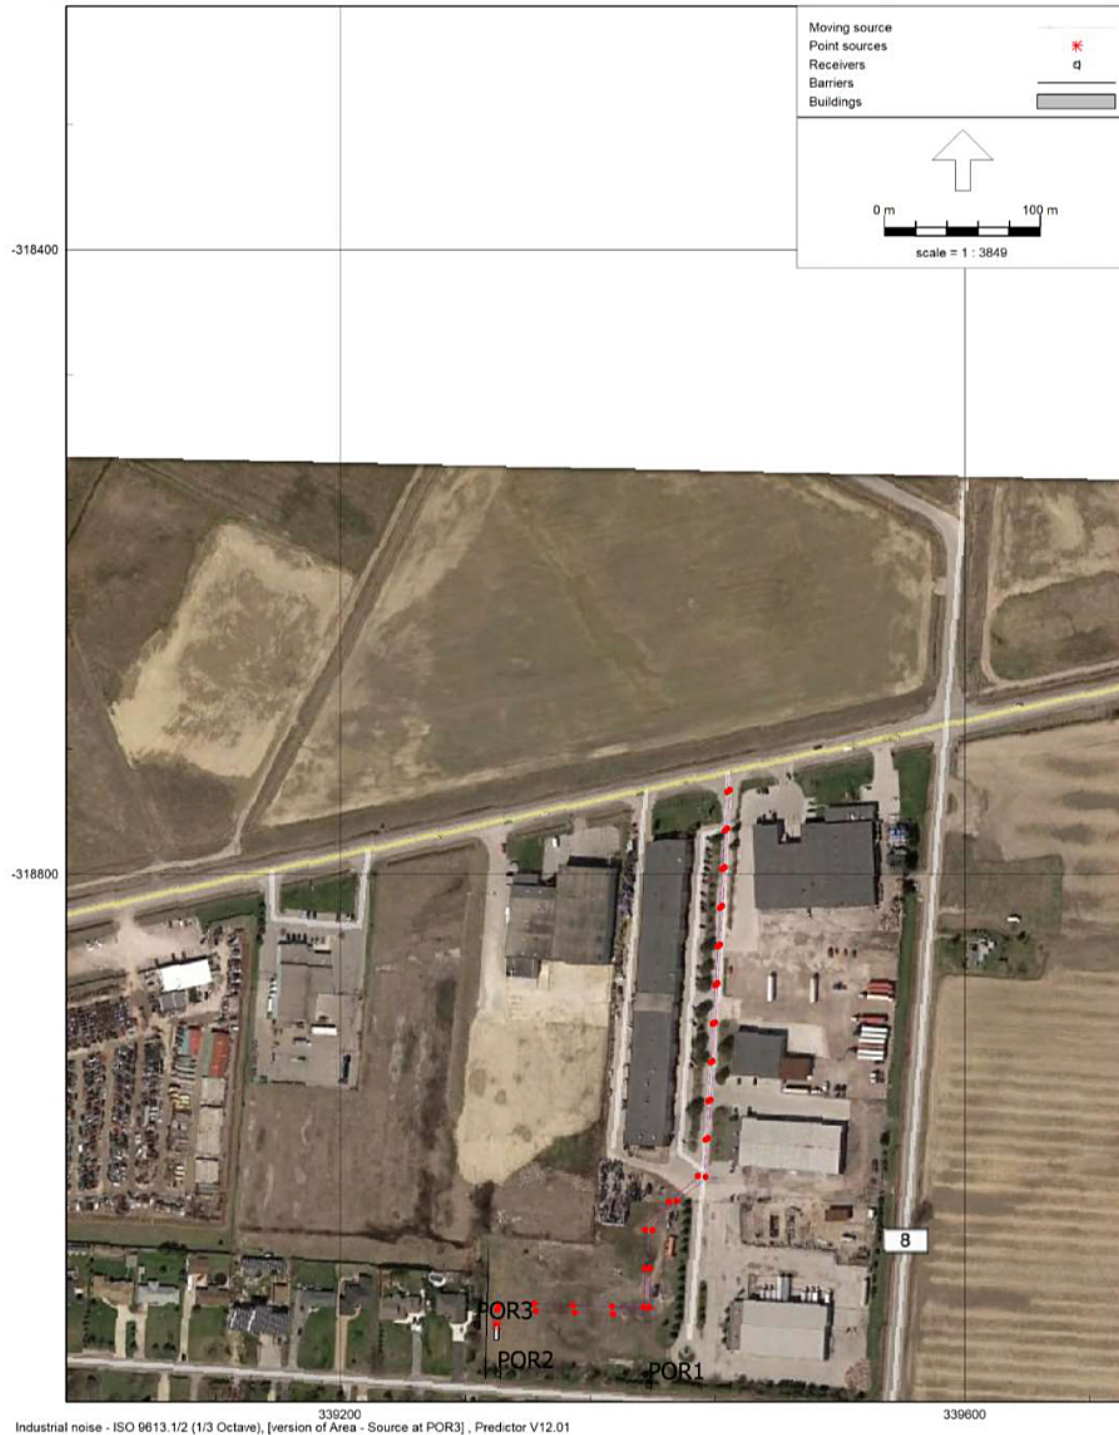 Moving source
Point sources
Receivers
Barriers
Buildings
0 m 100 m
scale = 1 : 3849
-318400
-318800
8
POR3
POR2
POR1
339200 339600
Industrial noise - ISO 9613.1/2 (1/3 Octave), [version of Area - Source at POR3] , Predictor V12.01